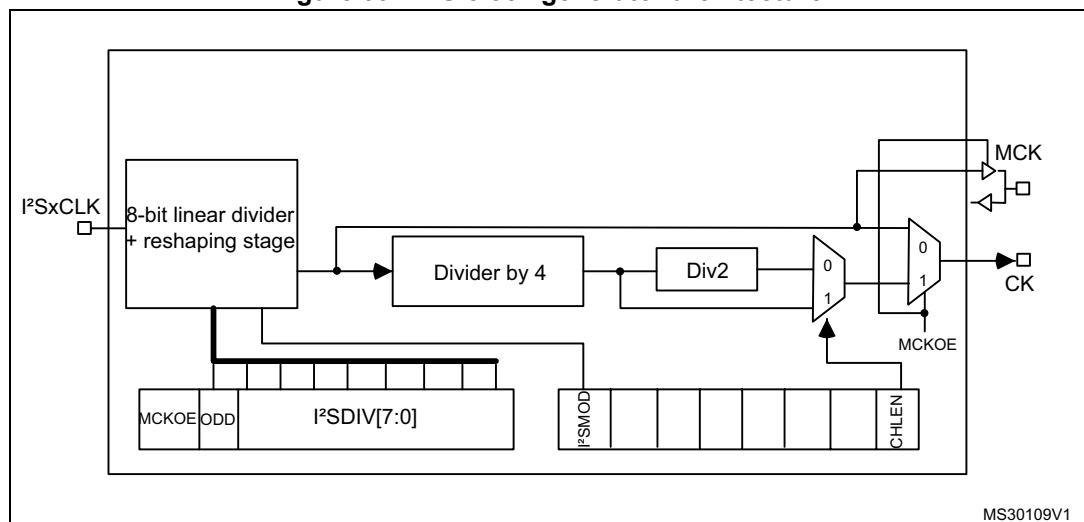 MCK
I²SxCLK
8-bit linear divider
+ reshaping stage
0
Divider by 4
Div2
0
1
1
CK
MCKOE
MCKOE
ODD
I²SDIV[7:0]
I²SMOD
CHLEN
MS30109V1